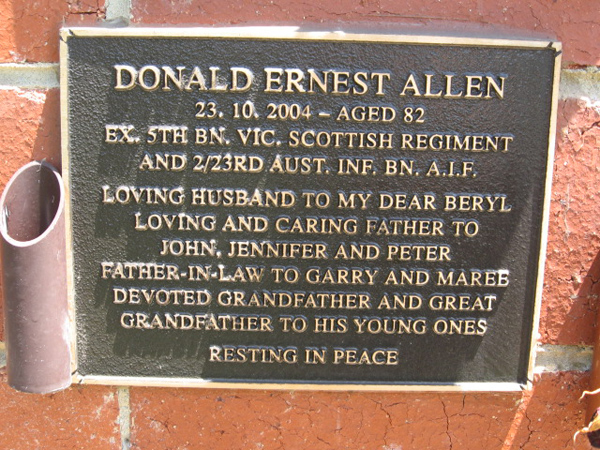 DONALD ERNEST ALLEN
23. 10. 2004 – AGED 82
EX. 5TH BN. VIC. SCOTTISH REGIMENT
AND 2/23RD AUST. INF. BN. A.I.F.
LOVING HUSBAND TO MY DEAR BERYL
LOVING AND CARING FATHER TO
JOHN, JENNIFER AND PETER
FATHER-IN-LAW TO GARRY AND MAREE
DEVOTED GRANDFATHER AND GREAT
GRANDFATHER TO HIS YOUNG ONES
RESTING IN PEACE